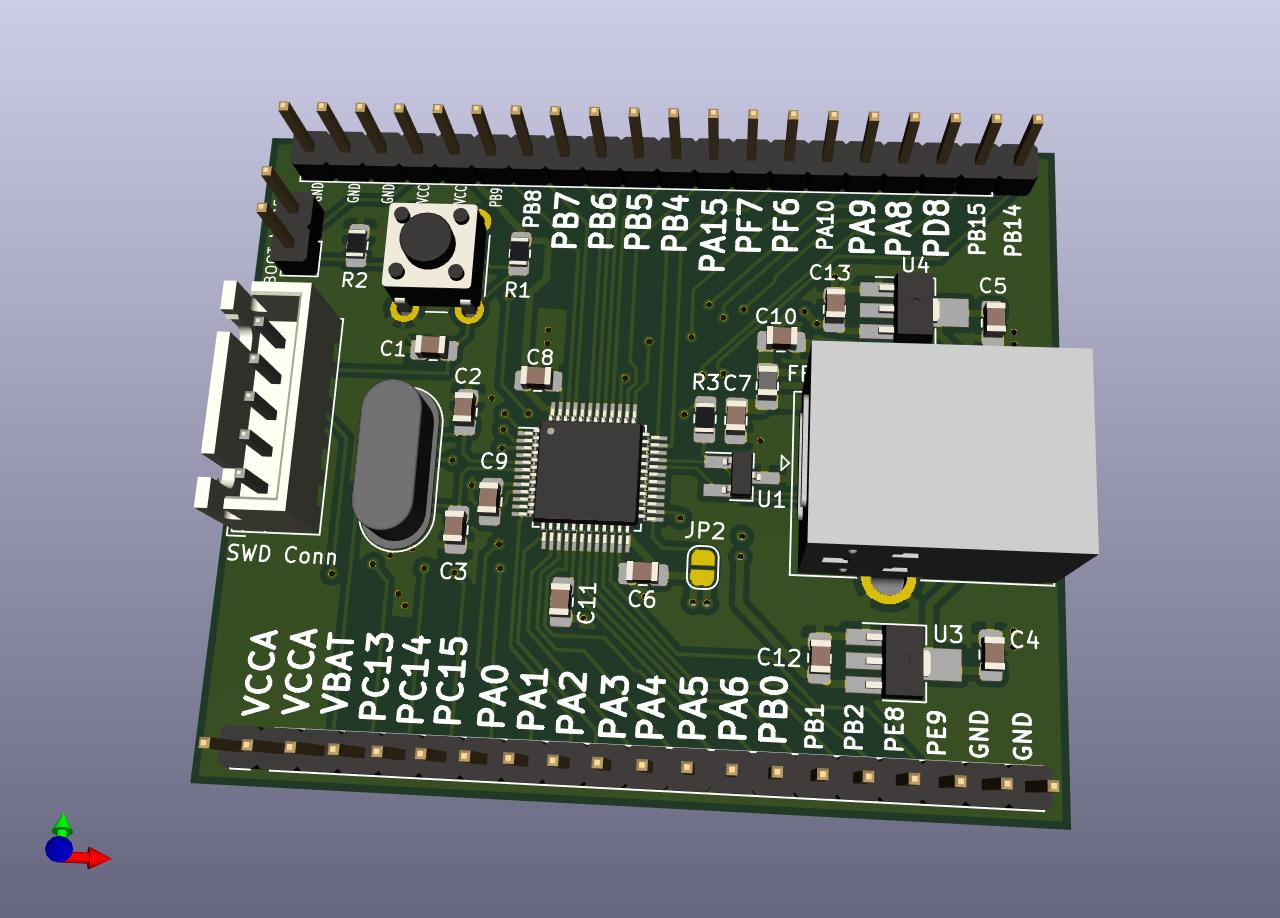 GND
GND
GND
VCC
VCC
PB9
PB8
PB7
PB6
PB5
PB4
PA15
PF7
PF6
PA10
PA9
PA8
PD8
PB15
PB14
R2
R1
C13
U4
C5
C10
C1
C8
C2
R3
C7
C9
U1
SWD Conn
JP2
C3
C11
C6
C12
U3
C4
VCCA
VCCA
VBAT
PC13
PC14
PC15
PA0
PA1
PA2
PA3
PA4
PA5
PA6
PB0
PB1
PB2
PE8
PE9
GND
GND